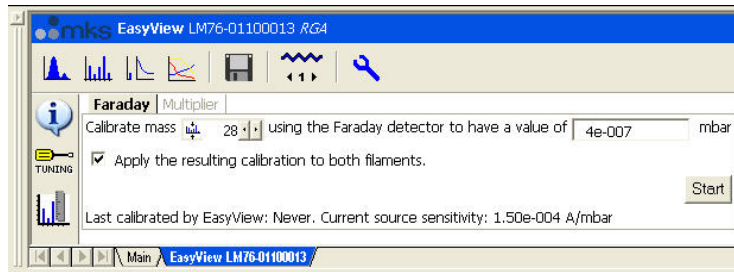 mks EasyView LM76-01100013 RGA
1
Faraday Multiplier
Calibrate mass 28 using the Faraday detector to have a value of 4e-007 mbar
TUNING
Apply the resulting calibration to both filaments.
Start
Last calibrated by EasyView: Never. Current source sensitivity: 1.50e-004 A/mbar
Main EasyView LM76-01100013